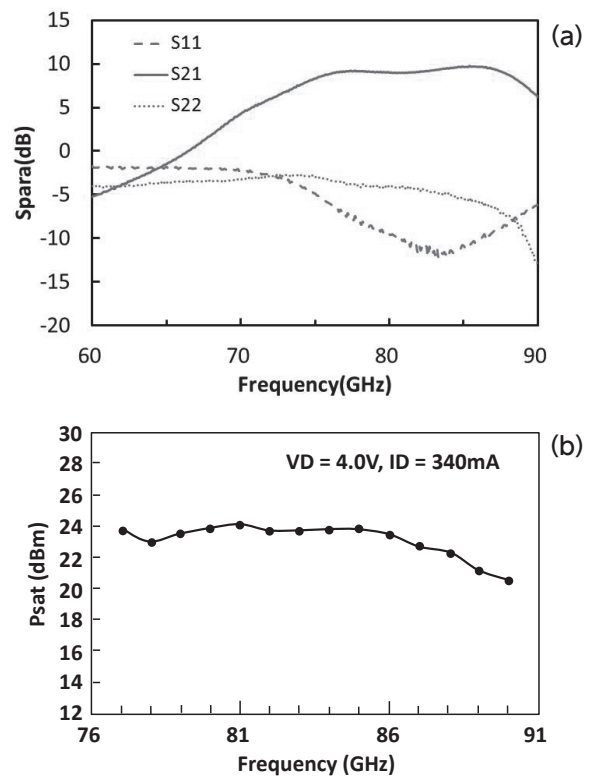 (a)
15
10
5
0
-5
-10
-15
-20
S11
S21
S22
Spara(dB)
60
70
80
90
Frequency(GHz)
(b)
30
28
26
24
22
20
18
16
14
12
VD = 4.0V, ID = 340mA
Psat (dBm)
76
81
86
91
Frequency (GHz)